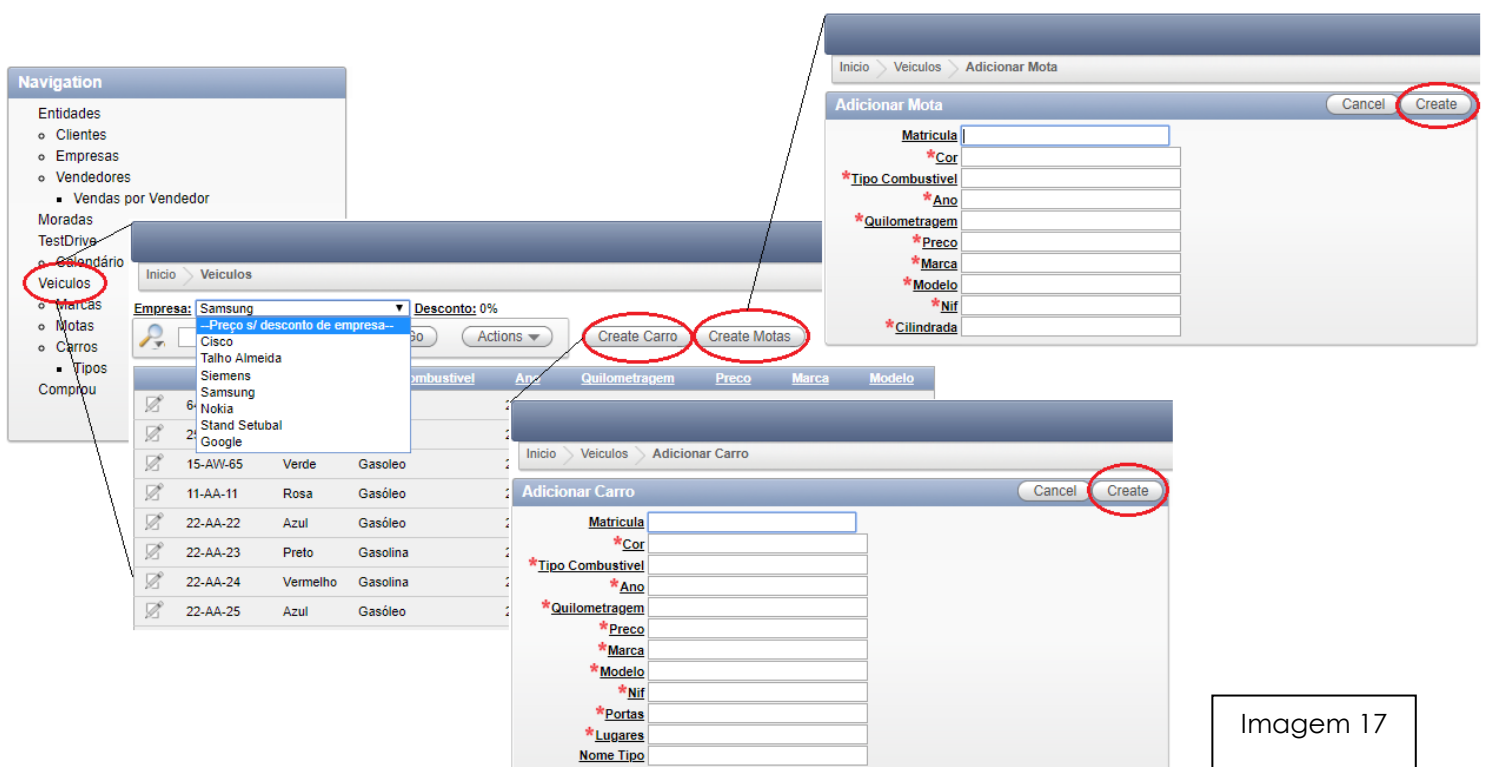 Navigation
Entidades
Clientes
Empresas
Vendedores
Vendas por Vendedor
Moradas
TestDrive
Calendário
Veiculos
Marcas
Motas
Carros
Tipos
Comprou
Inicio Veiculos
Empresa: Samsung Desconto: 0%
--Preço s/ desconto de empresa--
Cisco
Talho Almeida
Siemens
Samsung
Nokia
Stand Setubal
Google
Actions Create Carro Create Motas
Ano Quilometragem Preco Marca Modelo
15-AW-65 Verde Gasoleo
11-AA-11 Rosa Gasóleo
22-AA-22 Azul Gasóleo
22-AA-23 Preto Gasolina
22-AA-24 Vermelho Gasolina
22-AA-25 Azul Gasóleo
Inicio Veiculos Adicionar Mota
Adicionar Mota Cancel Create
Matricula
*Cor
*Tipo Combustivel
*Ano
*Quilometragem
*Preco
*Marca
*Modelo
*Nif
*Cilindrada
Inicio Veiculos Adicionar Carro
Adicionar Carro Cancel Create
Matricula
*Cor
*Tipo Combustivel
*Ano
*Quilometragem
*Preco
*Marca
*Modelo
*Nif
*Portas
*Lugares
Nome Tipo
Imagem 17